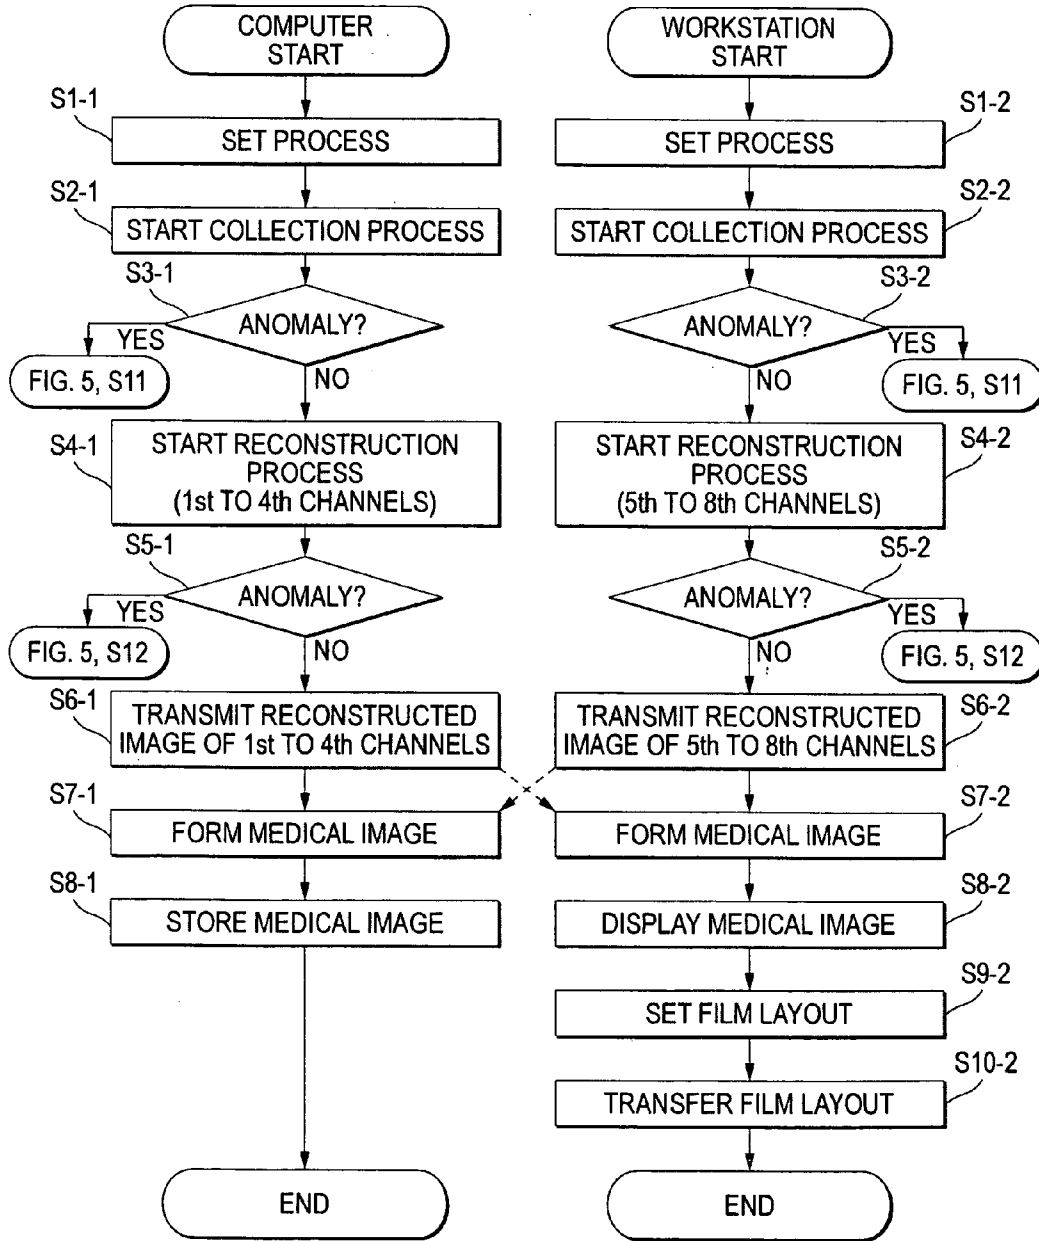 COMPUTER
START
S1-1
SET PROCESS
S2-1
START COLLECTION PROCESS
S3-1
ANOMALY?
YES
FIG. 5, S11
NO
S4-1
START RECONSTRUCTION
PROCESS
(1st TO 4th CHANNELS)
S5-1
ANOMALY?
YES
FIG. 5, S12
NO
S6-1
TRANSMIT RECONSTRUCTED
IMAGE OF 1st TO 4th CHANNELS
S7-1
FORM MEDICAL IMAGE
S8-1
STORE MEDICAL IMAGE
END
WORKSTATION
START
S1-2
SET PROCESS
S2-2
START COLLECTION PROCESS
S3-2
ANOMALY?
YES
FIG. 5, S11
NO
S4-2
START RECONSTRUCTION
PROCESS
(5th TO 8th CHANNELS)
S5-2
ANOMALY?
YES
FIG. 5, S12
NO
S6-2
TRANSMIT RECONSTRUCTED
IMAGE OF 5th TO 8th CHANNELS
S7-2
FORM MEDICAL IMAGE
S8-2
DISPLAY MEDICAL IMAGE
S9-2
SET FILM LAYOUT
S10-2
TRANSFER FILM LAYOUT
END